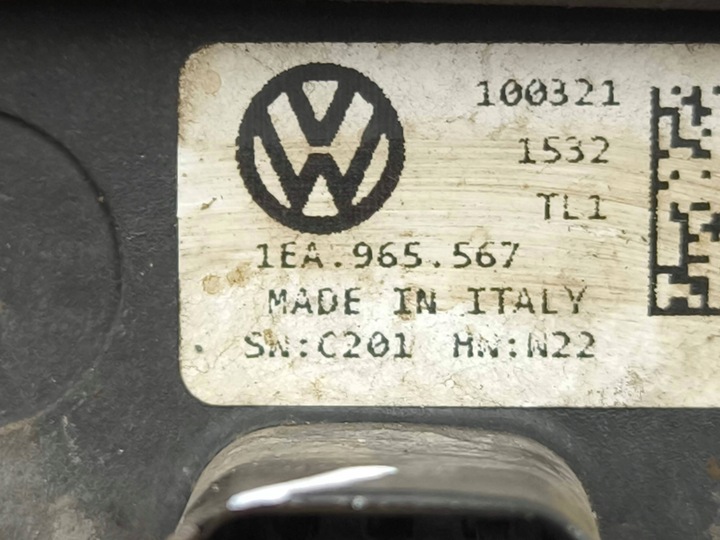 100321
1532
TL1
1EA.965.567
MADE IN ITALY
SN:C201 HN:N22